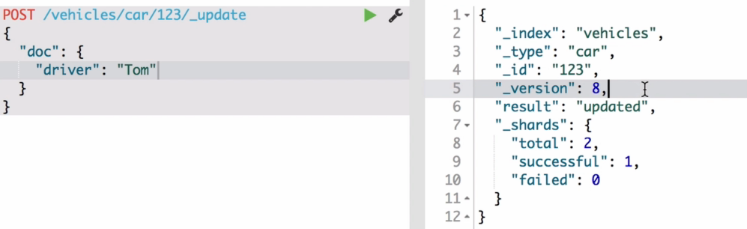 POST /vehicles/car/123/_update
{
  "doc": {
    "driver": "Tom"
  }
}
1 {
2   "_index": "vehicles",
3   "_type": "car",
4   "_id": "123",
5   "_version": 8,
6   "result": "updated",
7   "_shards": {
8     "total": 2,
9     "successful": 1,
10     "failed": 0
11   }
12 }